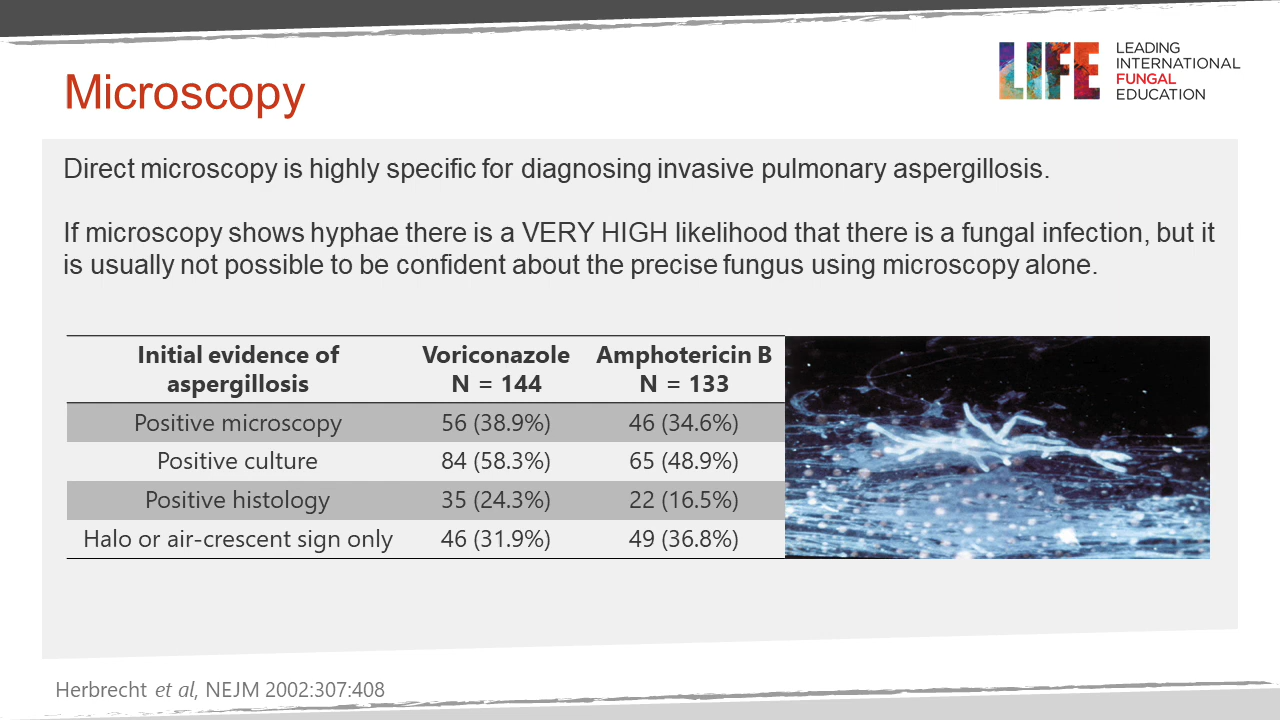 Microscopy
LIFE
LEADING
INTERNATIONAL
FUNGAL
EDUCATION
Direct microscopy is highly specific for diagnosing invasive pulmonary aspergillosis.
If microscopy shows hyphae there is a VERY HIGH likelihood that there is a fungal infection, but it
is usually not possible to be confident about the precise fungus using microscopy alone.
Initial evidence of aspergillosis Voriconazole N = 144 Amphotericin B N = 133
Positive microscopy 56 (38.9%) 46 (34.6%)
Positive culture 84 (58.3%) 65 (48.9%)
Positive histology 35 (24.3%) 22 (16.5%)
Halo or air-crescent sign only 46 (31.9%) 49 (36.8%)
Herbrecht et al, NEJM 2002:307:408